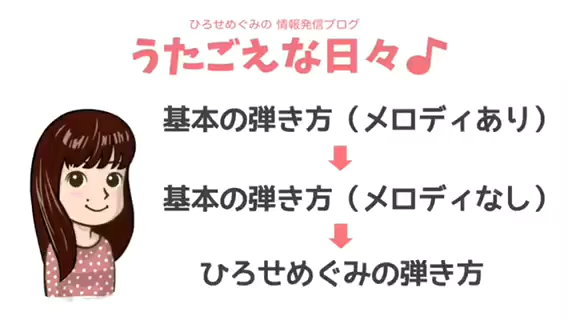 ひろせめぐみの 情報発信ブログ
うたごえな日々♪
基本の弾き方（メロディあり）
基本の弾き方（メロディなし）
ひろせめぐみの弾き方